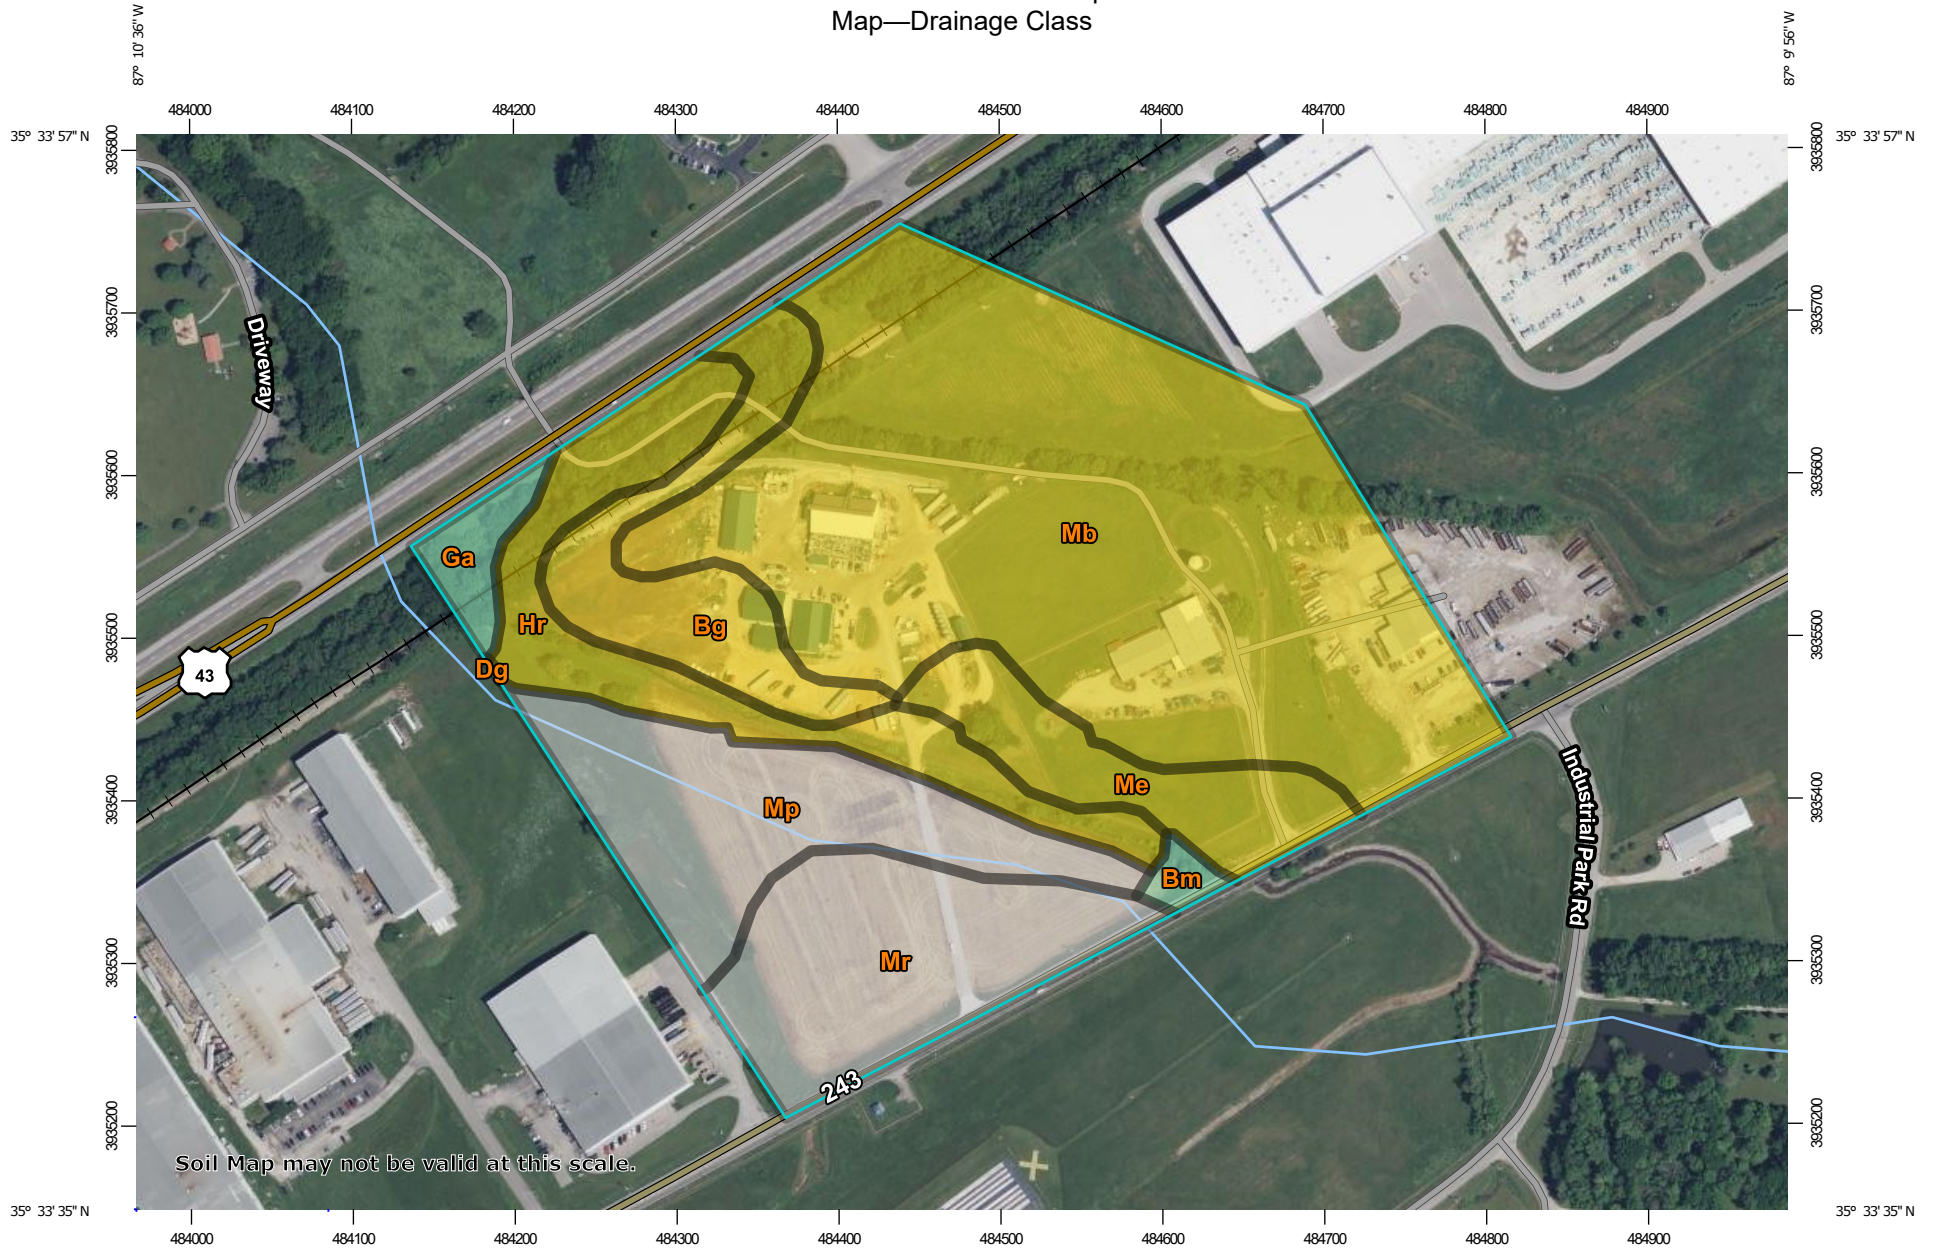 Map—Drainage Class
87° 10' 36" W
87° 9' 56" W
484000 484100 484200 484300 484400 484500 484600 484700 484800 484900
35° 33' 57" N
35° 33' 57" N
3935800
3935700
3935600
3935500
3935400
3935300
3935200
3935800
3935700
3935600
3935500
3935400
3935300
3935200
Driveway
Mb
Ga
Hr
Bg
Dg
43
Me
Mp
Industrial Park Rd
Bm
Mr
243
Soil Map may not be valid at this scale.
35° 33' 35" N
35° 33' 35" N
484000 484100 484200 484300 484400 484500 484600 484700 484800 484900